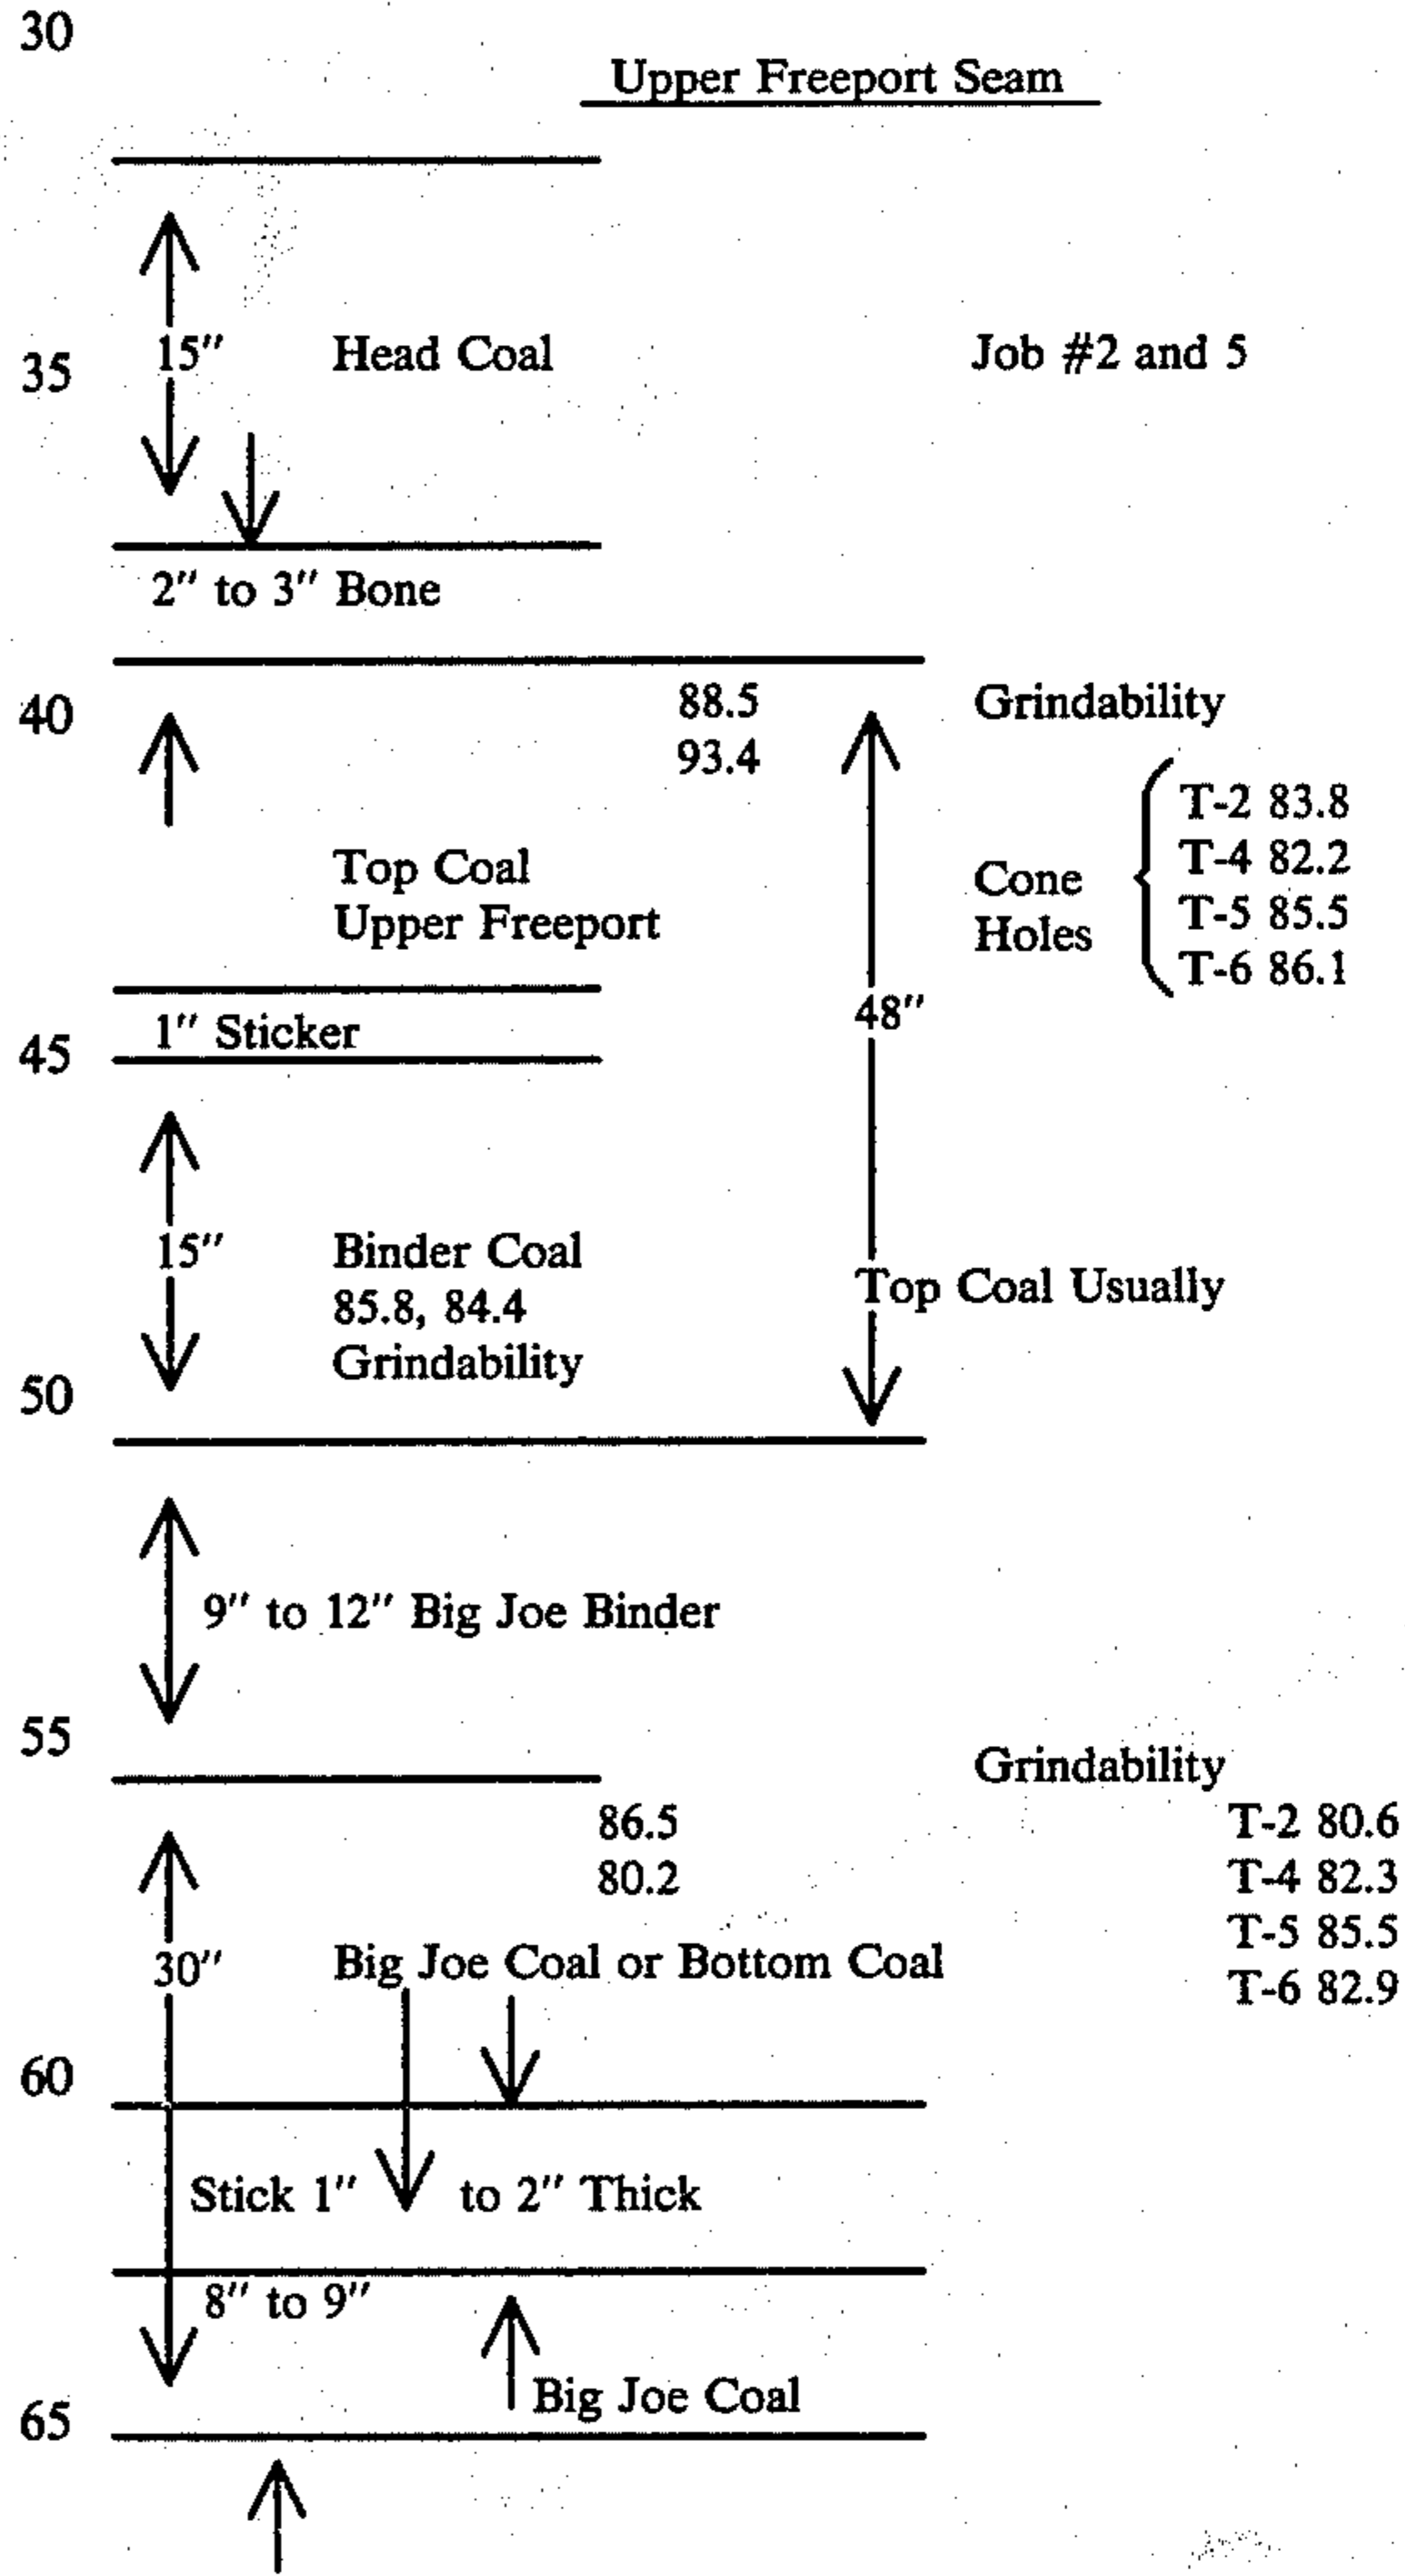 30
Upper Freeport Seam
35
15"
Head Coal
Job #2 and 5
2" to 3" Bone
40
88.5
93.4
Grindability
T-2 83.8
T-4 82.2
T-5 85.5
T-6 86.1
Cone
Holes
Top Coal
Upper Freeport
48"
1" Sticker
45
15"
Binder Coal
85.8, 84.4
Grindability
Top Coal Usually
50
9" to 12" Big Joe Binder
55
Grindability
86.5
80.2
T-2 80.6
T-4 82.3
T-5 85.5
T-6 82.9
30"
Big Joe Coal or Bottom Coal
60
Stick 1" to 2" Thick
8" to 9"
Big Joe Coal
65